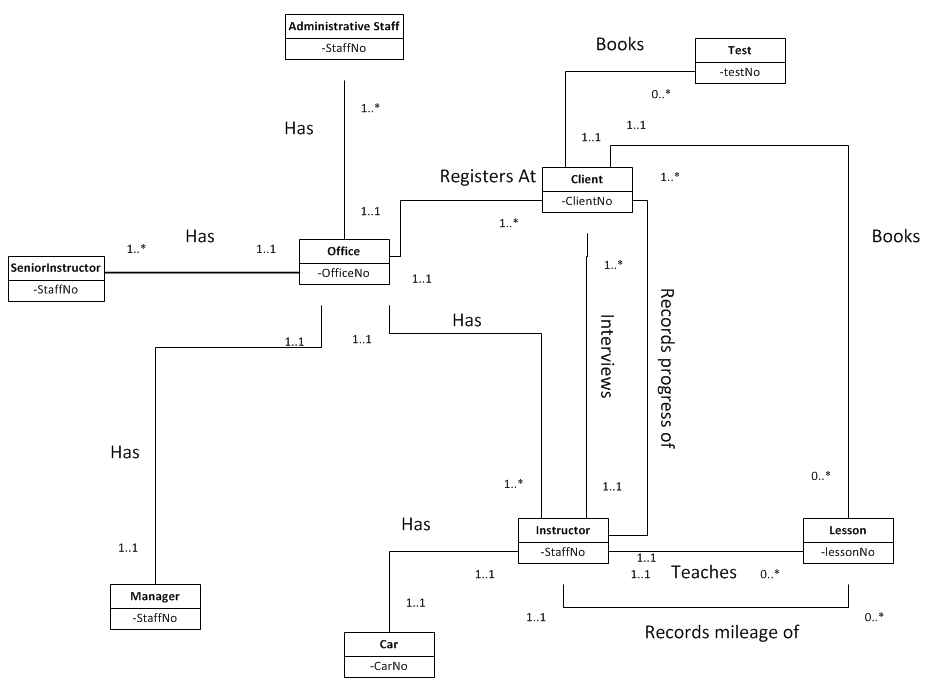 Administrative Staff
-StaffNo
Books
Test
-testNo
0..*
1..*
Has
1..1
1..1
Registers At
Client
-ClientNo
1..*
1..1
1..*
Has
1..*
1..1
Books
Office
-OfficeNo
SeniorInstructor
-StaffNo
1..1
1..*
Has
Interviews
Records progress of
1..1
1..1
Has
1..*
1..1
0..*
Has
Instructor
-StaffNo
Lesson
-lessonNo
1..1
1..1
1..1
1..1
Teaches
0..*
Manager
-StaffNo
1..1
1..1
0..*
Records mileage of
Car
-CarNo